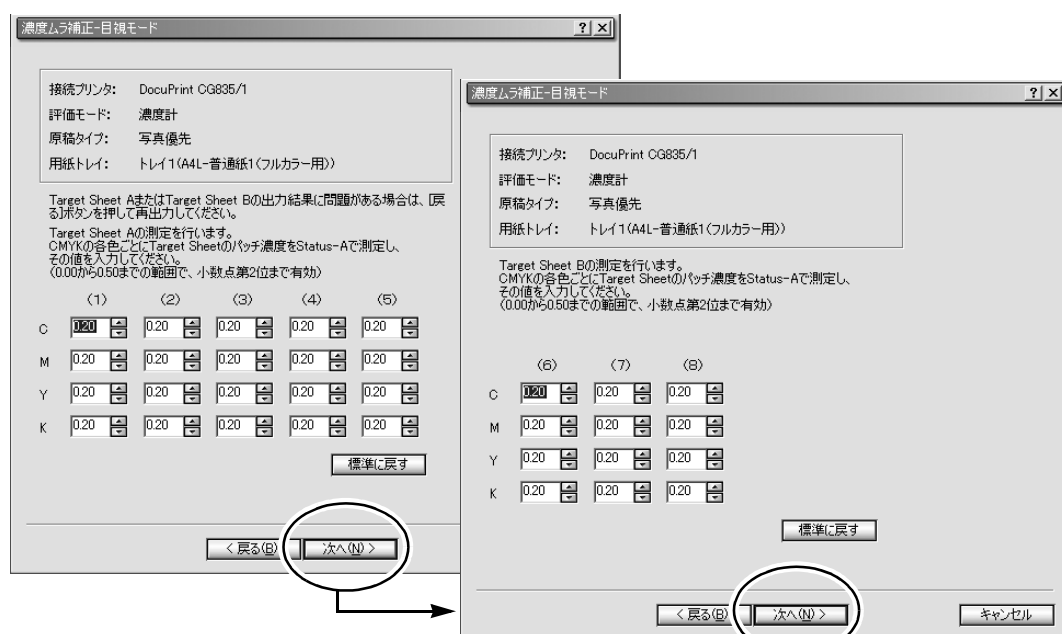 濃度ムラ補正-目視モード
接続プリンタ: DocuPrint CG835/1
評価モード: 濃度計
原稿タイプ: 写真優先
用紙トレイ: トレイ1(A4L-普通紙1(フルカラー用))
Target Sheet AまたはTarget Sheet Bの出力結果に問題がある場合は、[戻
る]ボタンを押して再出力してください。
Target Sheet Aの測定を行います。
CMYKの各色ごとにTarget Sheetのパッチ濃度をStatus-Aで測定し、
その値を入力してください。
(0.00から0.50までの範囲で、小数点第2位まで有効)
(1) (2) (3) (4) (5)
C 0.20 0.20 0.20 0.20 0.20
M 0.20 0.20 0.20 0.20 0.20
Y 0.20 0.20 0.20 0.20 0.20
K 0.20 0.20 0.20 0.20 0.20
標準に戻す
< 戻る(B) 次へ(N) >
濃度ムラ補正-目視モード
接続プリンタ: DocuPrint CG835/1
評価モード: 濃度計
原稿タイプ: 写真優先
用紙トレイ: トレイ1(A4L-普通紙1(フルカラー用))
Target Sheet Bの測定を行います。
CMYKの各色ごとにTarget Sheetのパッチ濃度をStatus-Aで測定し、
その値を入力してください。
(0.00から0.50までの範囲で、小数点第2位まで有効)
(6) (7) (8)
C 0.20 0.20 0.20
M 0.20 0.20 0.20
Y 0.20 0.20 0.20
K 0.20 0.20 0.20
標準に戻す
< 戻る(B) 次へ(N) > キャンセル